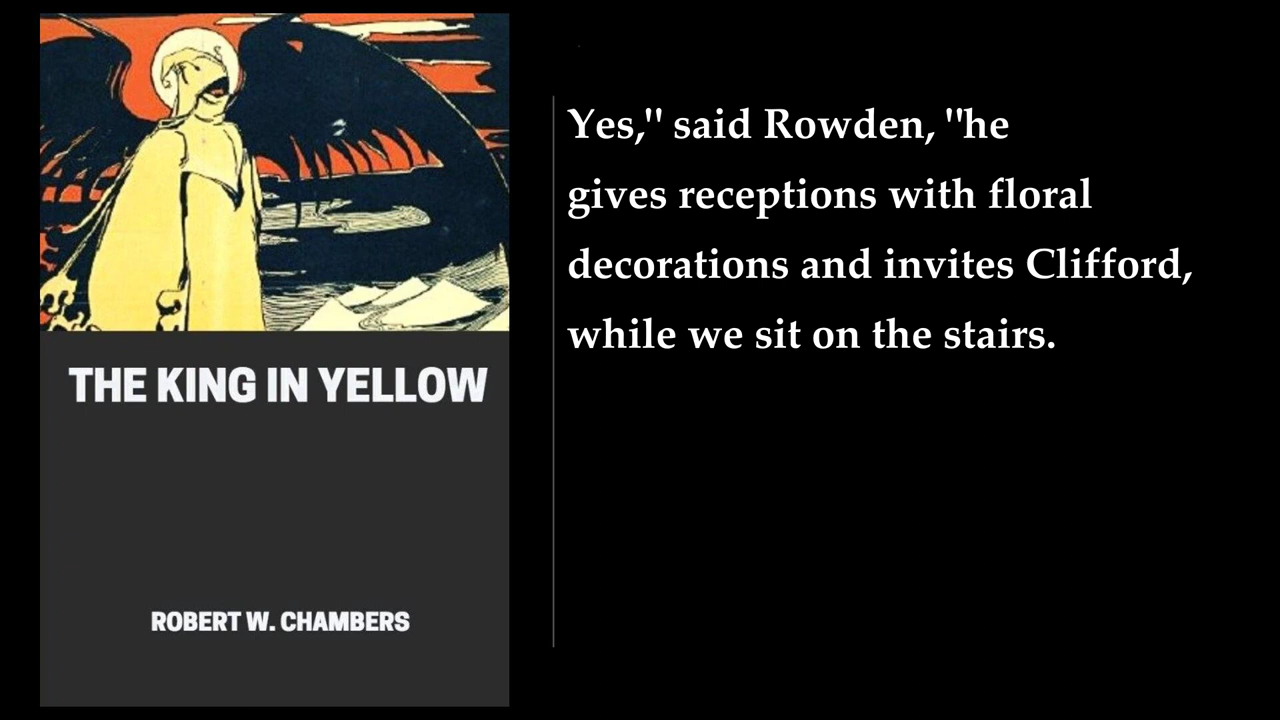 THE KING IN YELLOW
ROBERT W. CHAMBERS
Yes," said Rowden, "he
gives receptions with floral
decorations and invites Clifford,
while we sit on the stairs.